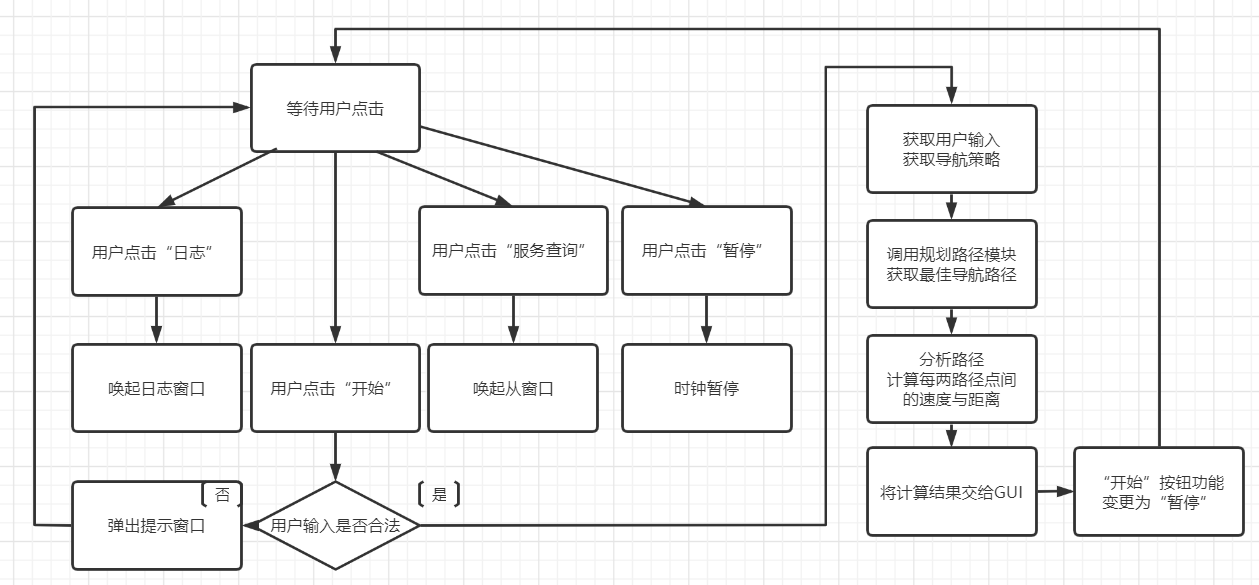 等待用户点击
用户点击“日志”
用户点击“服务查询”
用户点击“暂停”
唤起日志窗口
用户点击“开始”
唤起从窗口
时钟暂停
否
弹出提示窗口
用户输入是否合法
是
获取用户输入
获取导航策略
调用规划路径模块
获取最佳导航路径
分析路径
计算每两路径点间
的速度与距离
将计算结果交给GUI
“开始”按钮功能
变更为“暂停”